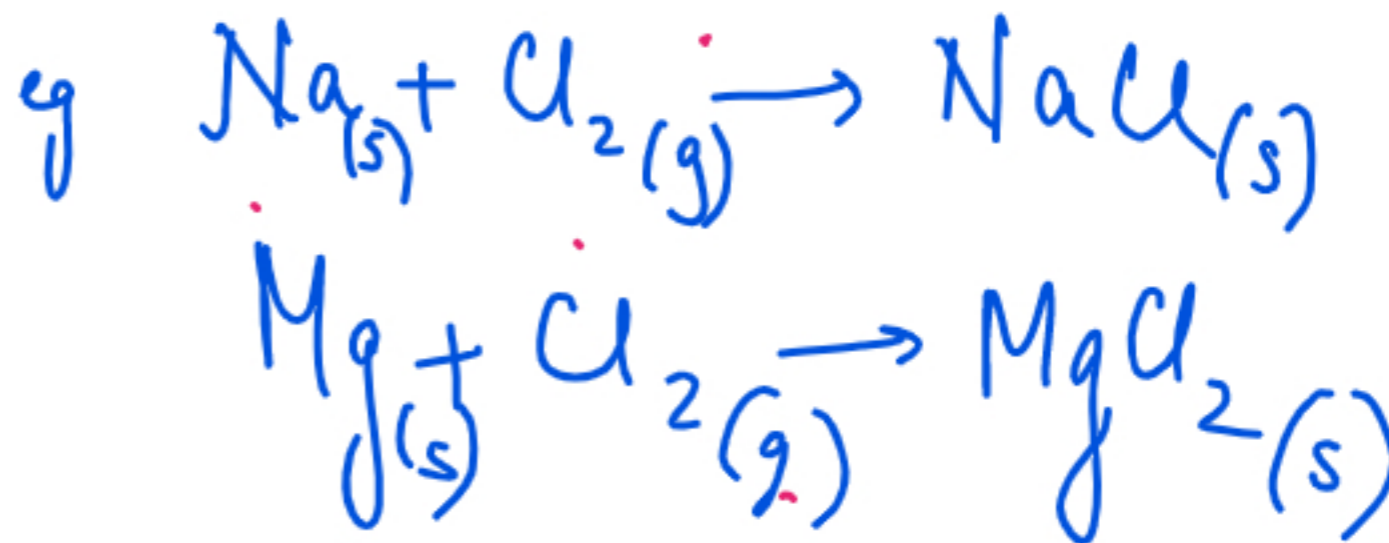 eg Na(s) + Cl₂(g) → NaCl(s)
Mg(s) + Cl₂(g) → MgCl₂(s)